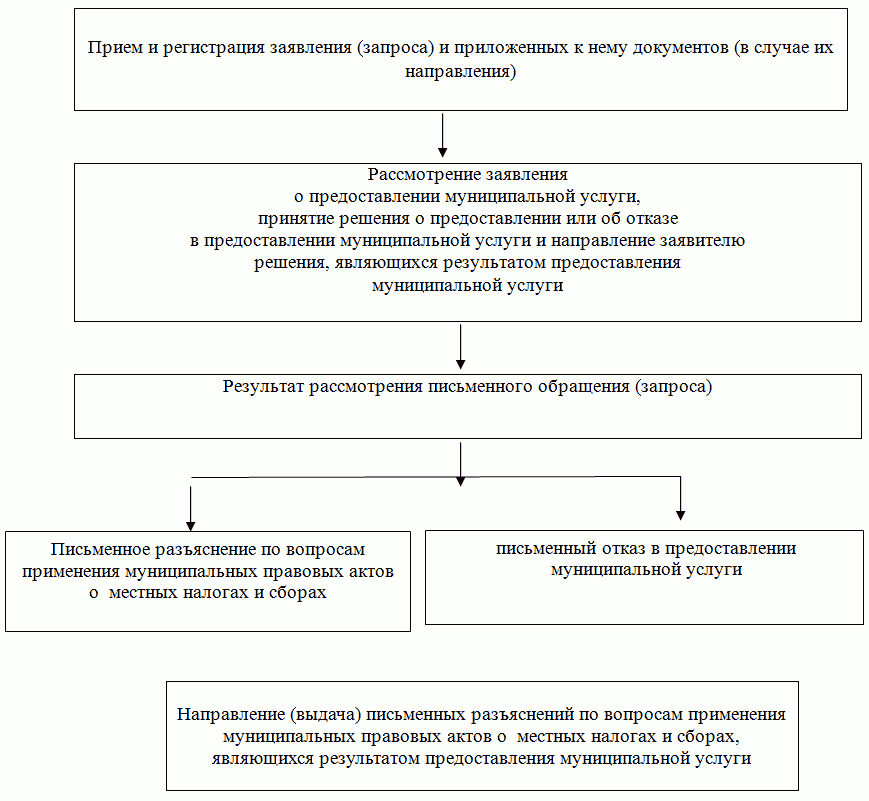 Прием и регистрация заявления (запроса) и приложенных к нему документов (в случае их
направления)
Рассмотрение заявления
о предоставлении муниципальной услуги,
принятие решения о предоставлении или об отказе
в предоставлении муниципальной услуги и направление заявителю
решения, являющихся результатом предоставления
муниципальной услуги
Результат рассмотрения письменного обращения (запроса)
Письменное разъяснение по вопросам
применения муниципальных правовых актов
о местных налогах и сборах
письменный отказ в предоставлении
муниципальной услуги
Направление (выдача) письменных разъяснений по вопросам применения
муниципальных правовых актов о местных налогах и сборах,
являющихся результатом предоставления муниципальной услуги